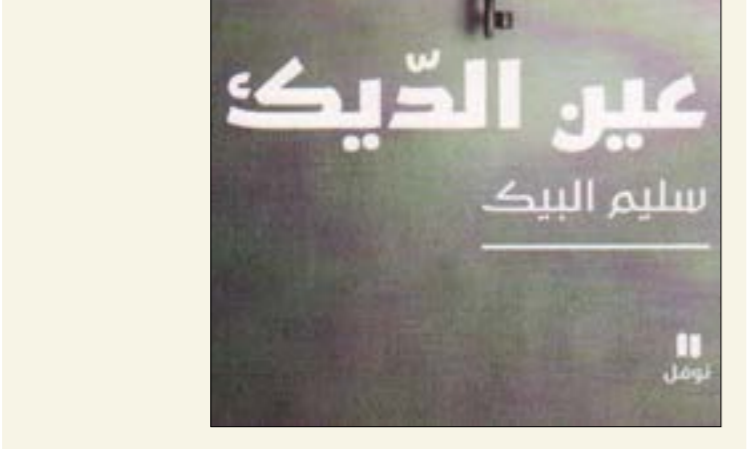 عين الدّيك
سليم البيك
نوفل